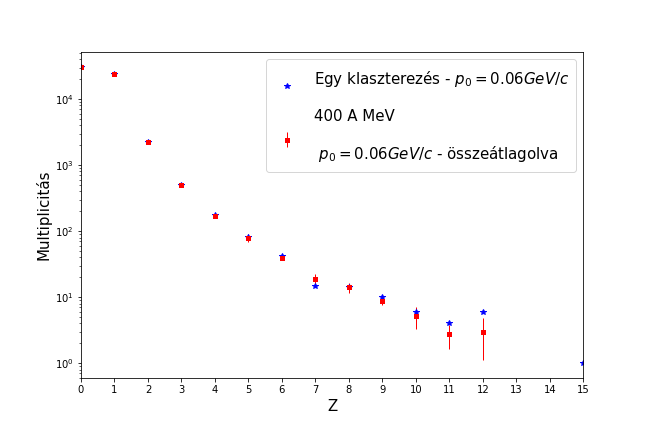 Egy klaszterezés - p₀ = 0.06GeV/c
400 A MeV
p₀ = 0.06GeV/c - összeátlagolva
Multiplicitás
10⁴
10³
10²
10¹
10⁰
0 1 2 3 4 5 6 7 8 9 10 11 12 13 14 15
Z